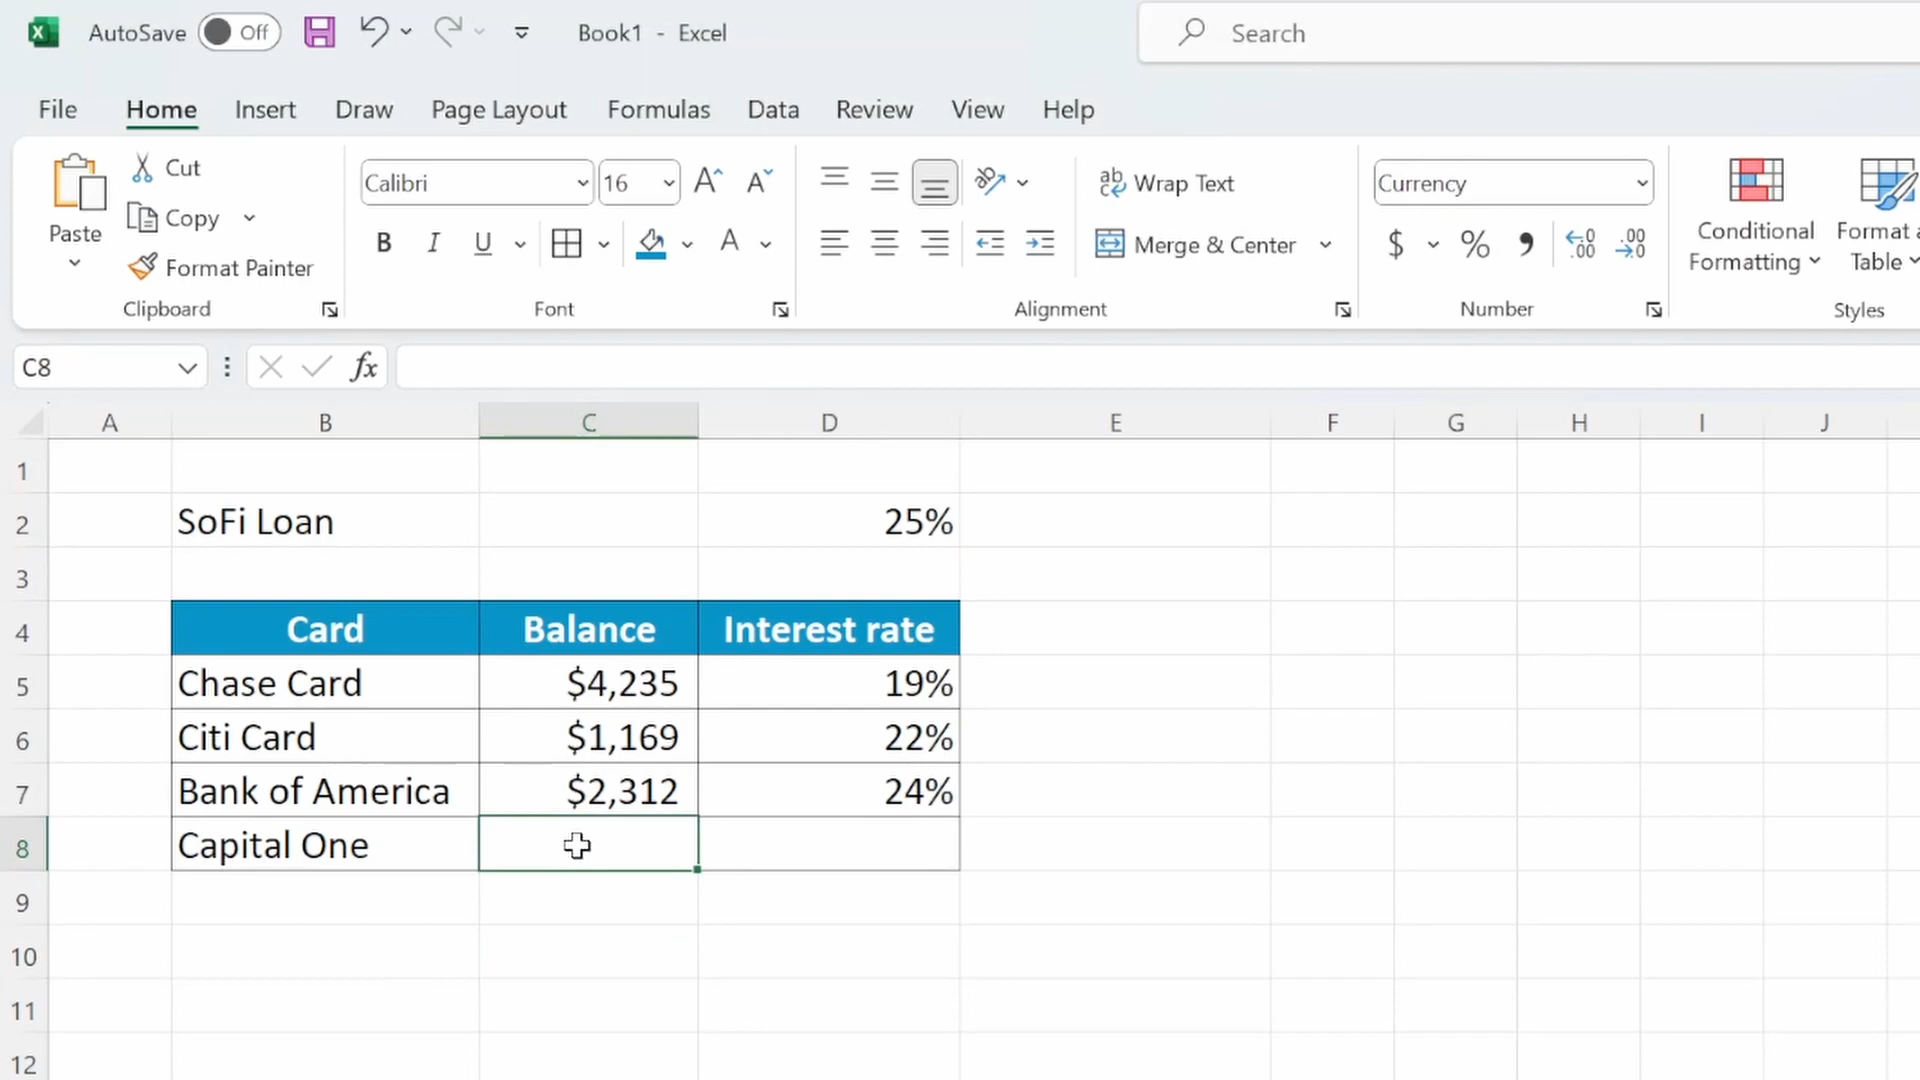 AutoSave Off Book1 - Excel Search
File Home Insert Draw Page Layout Formulas Data Review View Help
Paste Cut Copy Format Painter
Clipboard
Calibri 16
B I U A
Font
Wrap Text
Merge & Center
Alignment
Currency
$ % , .00 .00
Number
Conditional Formatting
Format a
Table
Styles
C8 fx
A B C D E F G H I J
1
2 SoFi Loan 25%
3
4 Card Balance Interest rate
5 Chase Card $4,235 19%
6 Citi Card $1,169 22%
7 Bank of America $2,312 24%
8 Capital One
9
10
11
12